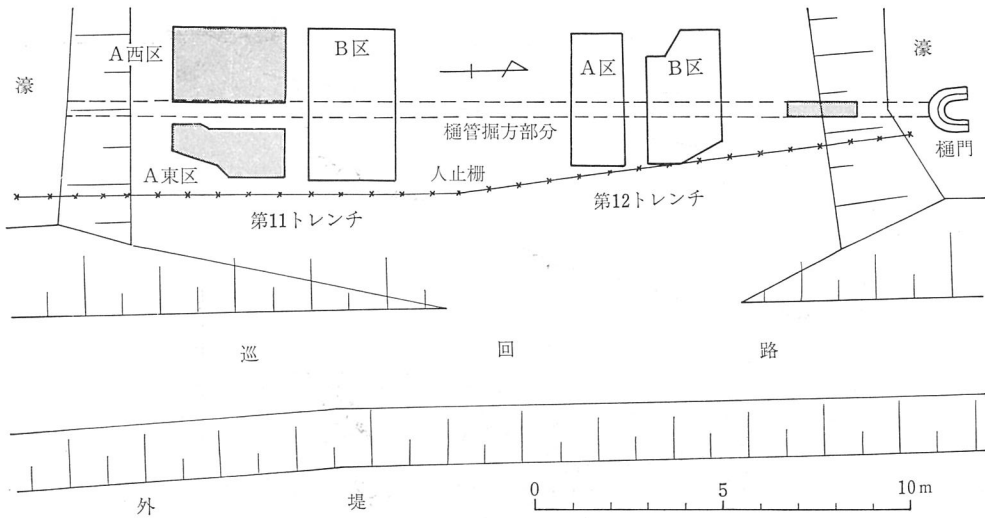 A西区
B区
A区
B区
濠
濠
樋管掘方部分
樋門
A東区
人止柵
第11トレンチ
第12トレンチ
巡回路
外堤
0 5 10m